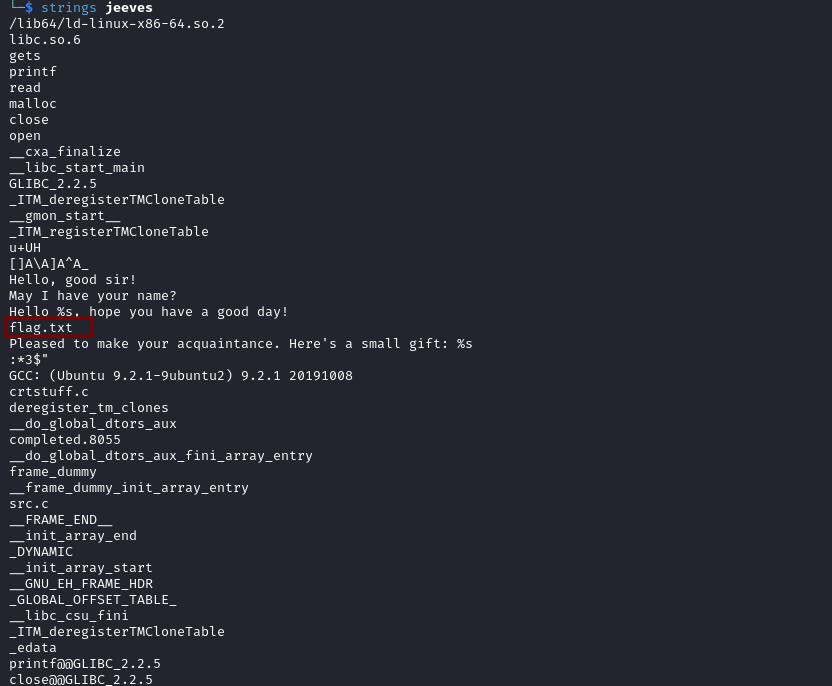 └─$ strings jeeves
/lib64/ld-linux-x86-64.so.2
libc.so.6
gets
printf
read
malloc
close
open
__cxa_finalize
__libc_start_main
GLIBC_2.2.5
_ITM_deregisterTMCloneTable
__gmon_start__
_ITM_registerTMCloneTable
u+UH
[]A\A]A^A_
Hello, good sir!
May I have your name?
Hello %s, hope you have a good day!
flag.txt
Pleased to make your acquaintance. Here's a small gift: %s
:*3$"
GCC: (Ubuntu 9.2.1-9ubuntu2) 9.2.1 20191008
crtstuff.c
deregister_tm_clones
__do_global_dtors_aux
completed.8055
__do_global_dtors_aux_fini_array_entry
frame_dummy
__frame_dummy_init_array_entry
src.c
__FRAME_END__
__init_array_end
_DYNAMIC
__init_array_start
__GNU_EH_FRAME_HDR
_GLOBAL_OFFSET_TABLE_
__libc_csu_fini
_ITM_deregisterTMCloneTable
_edata
printf@@GLIBC_2.2.5
close@@GLIBC_2.2.5